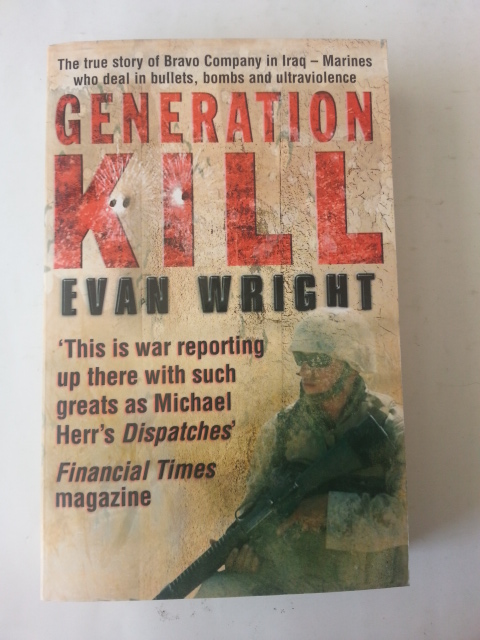 The true story of Bravo Company in Iraq – Marines
who deal in bullets, bombs and ultraviolence
GENERATION
KILL
EVAN WRIGHT
‘This is war reporting
up there with such
greats as Michael
Herr's Dispatches’
Financial Times
magazine